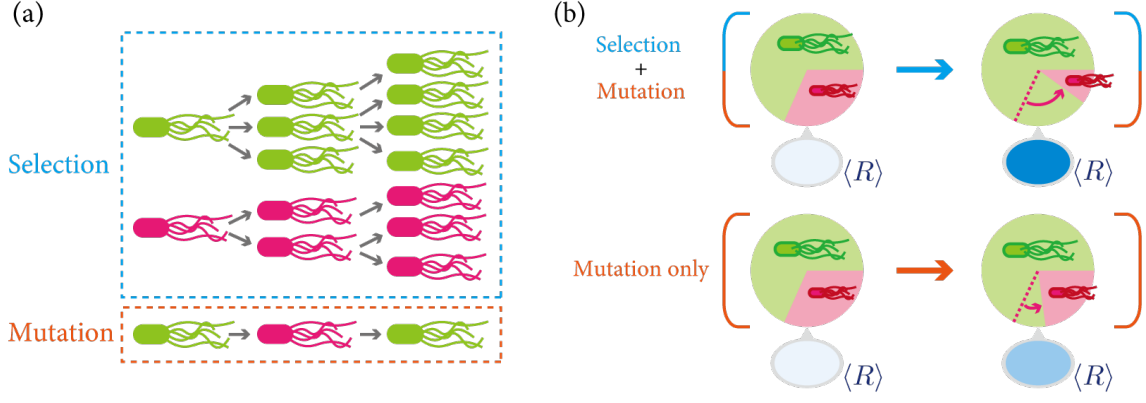 (a)
Selection
Mutation
(b)
Selection
+
Mutation
⟨R⟩
⟨R⟩
Mutation only
⟨R⟩
⟨R⟩